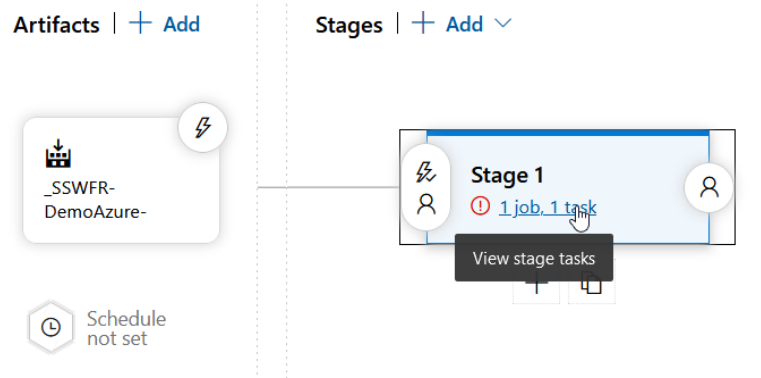 Artifacts | + Add
Stages | + Add
_SSWFR-
DemoAzure-
Stage 1
1 job, 1 task
View stage tasks
Schedule
not set